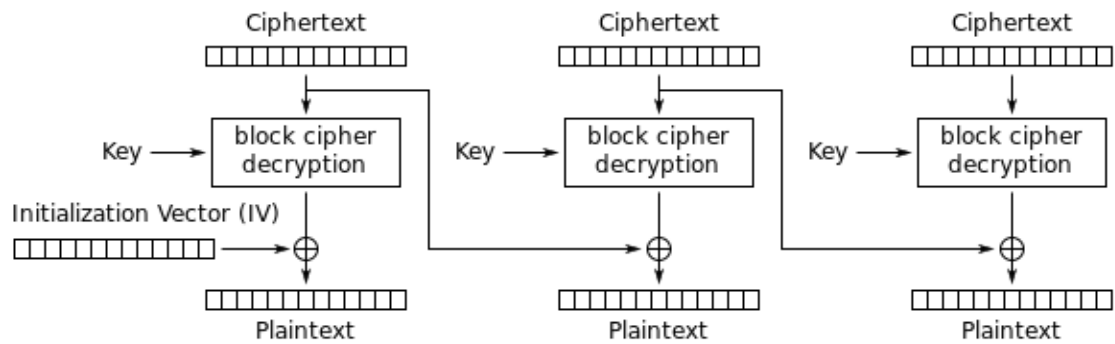 Ciphertext
Ciphertext
Ciphertext
Key
block cipher
decryption
Key
block cipher
decryption
Key
block cipher
decryption
Initialization Vector (IV)
Plaintext
Plaintext
Plaintext